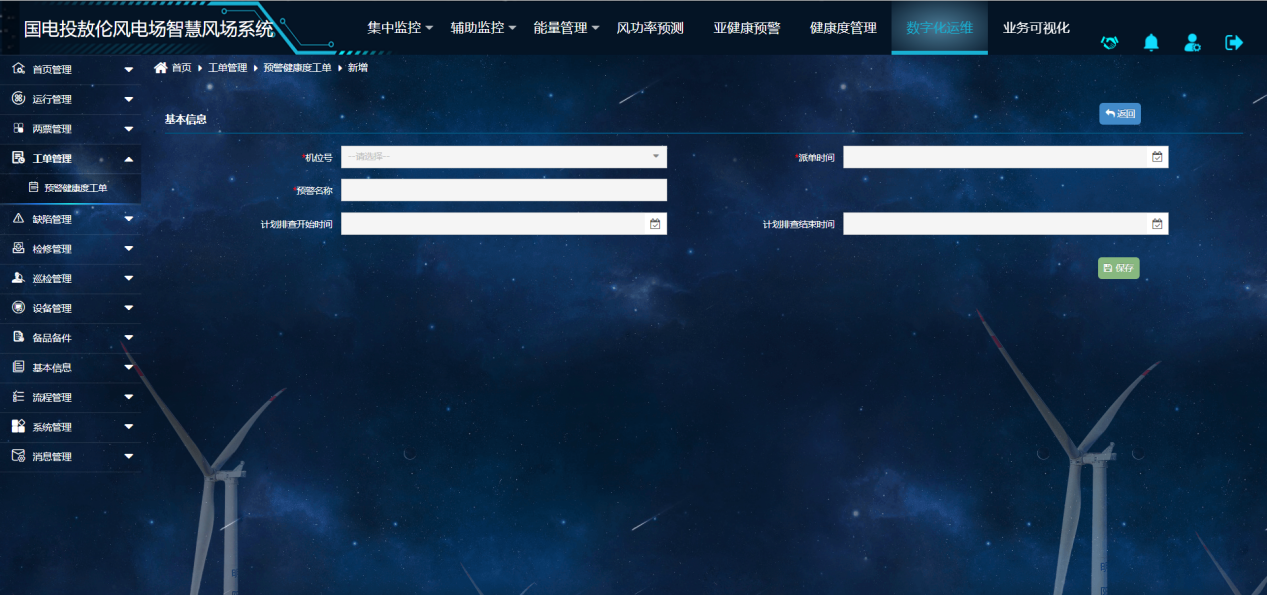 国电投敖伦风电场智慧风场系统
集中监控 辅助监控 能量管理 风功率预测 亚健康预警 健康度管理 数字化运维 业务可视化
首页 工单管理 预警健康度工单 新增
首页管理
运行管理
两票管理
工单管理
预警健康度工单
缺陷管理
检修管理
巡检管理
设备管理
备品备件
基本信息
流程管理
系统管理
消息管理
基本信息
返回
*机位号 --请选择-- *派单时间
*预警名称
计划排查开始时间 计划排查结束时间
保存